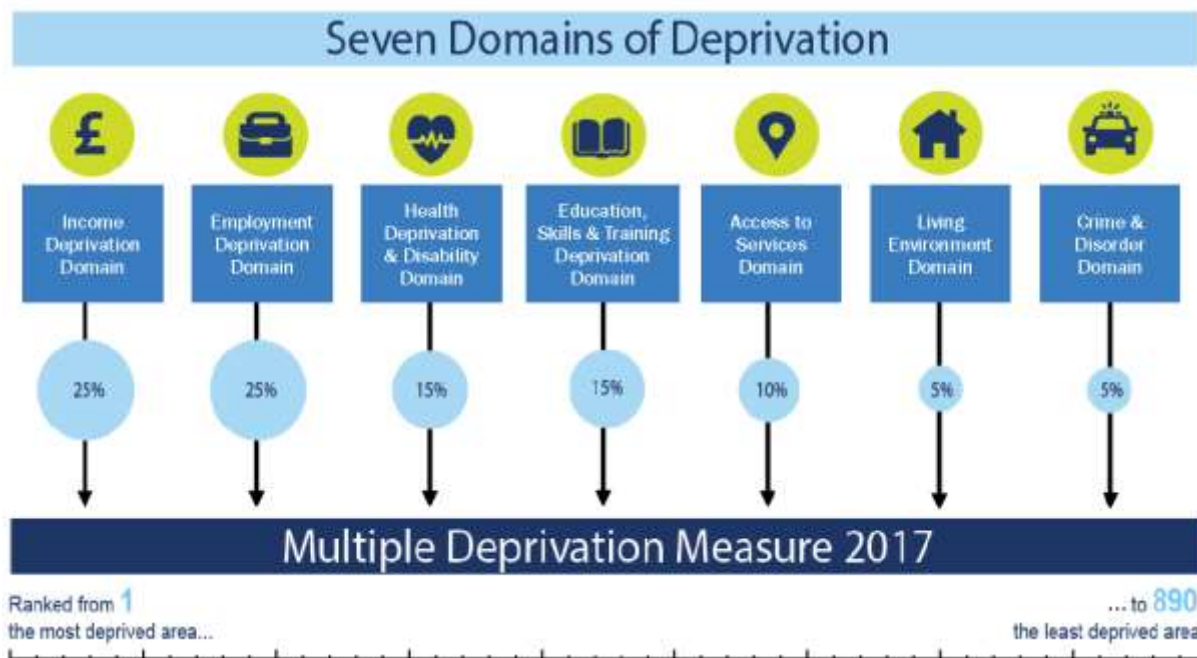 Seven Domains of Deprivation
£
Income
Deprivation
Domain
Employment
Deprivation
Domain
Health
Deprivation
& Disability
Domain
Education,
Skills & Training
Deprivation
Domain
Access to
Services
Domain
Living
Environment
Domain
Crime &
Disorder
Domain
25%
25%
15%
15%
10%
5%
5%
Multiple Deprivation Measure 2017
Ranked from 1
the most deprived area...
... to 890
the least deprived area